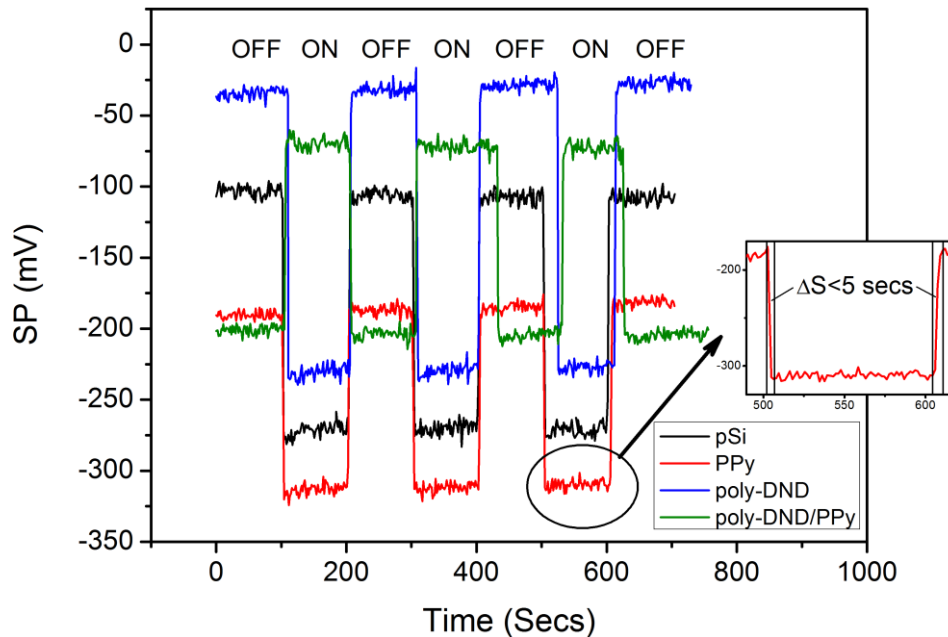 OFF ON OFF ON OFF ON OFF
0
-50
-100
-150
-200
-250
-300
-350
SP (mV)
0 200 400 600 800 1000
Time (Secs)
-200
-300
ΔS<5 secs
500 550 600
pSi
PPy
poly-DND
poly-DND/PPy